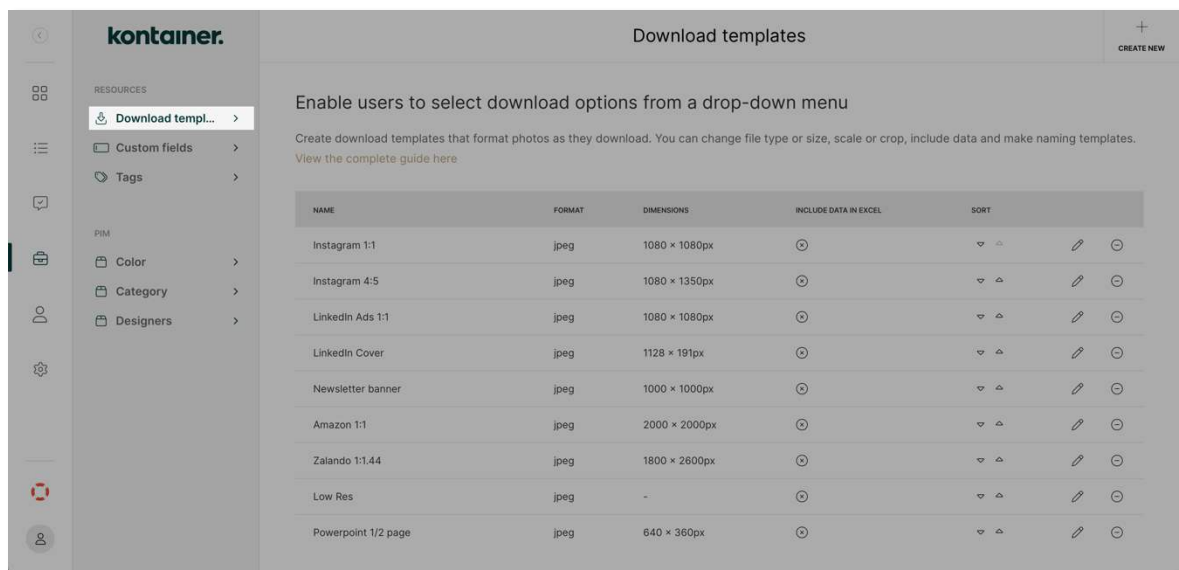 kontainer.
Download templates
CREATE NEW
RESOURCES
Download templ...
Custom fields
Tags
PIM
Color
Category
Designers
Enable users to select download options from a drop-down menu
Create download templates that format photos as they download. You can change file type or size, scale or crop, include data and make naming templates.
View the complete guide here
NAME FORMAT DIMENSIONS INCLUDE DATA IN EXCEL SORT
Instagram 1:1 jpeg 1080 × 1080px
Instagram 4:5 jpeg 1080 × 1350px
LinkedIn Ads 1:1 jpeg 1080 × 1080px
LinkedIn Cover jpeg 1128 × 191px
Newsletter banner jpeg 1000 × 1000px
Amazon 1:1 jpeg 2000 × 2000px
Zalando 1:1.44 jpeg 1800 × 2600px
Low Res jpeg -
Powerpoint 1/2 page jpeg 640 × 360px